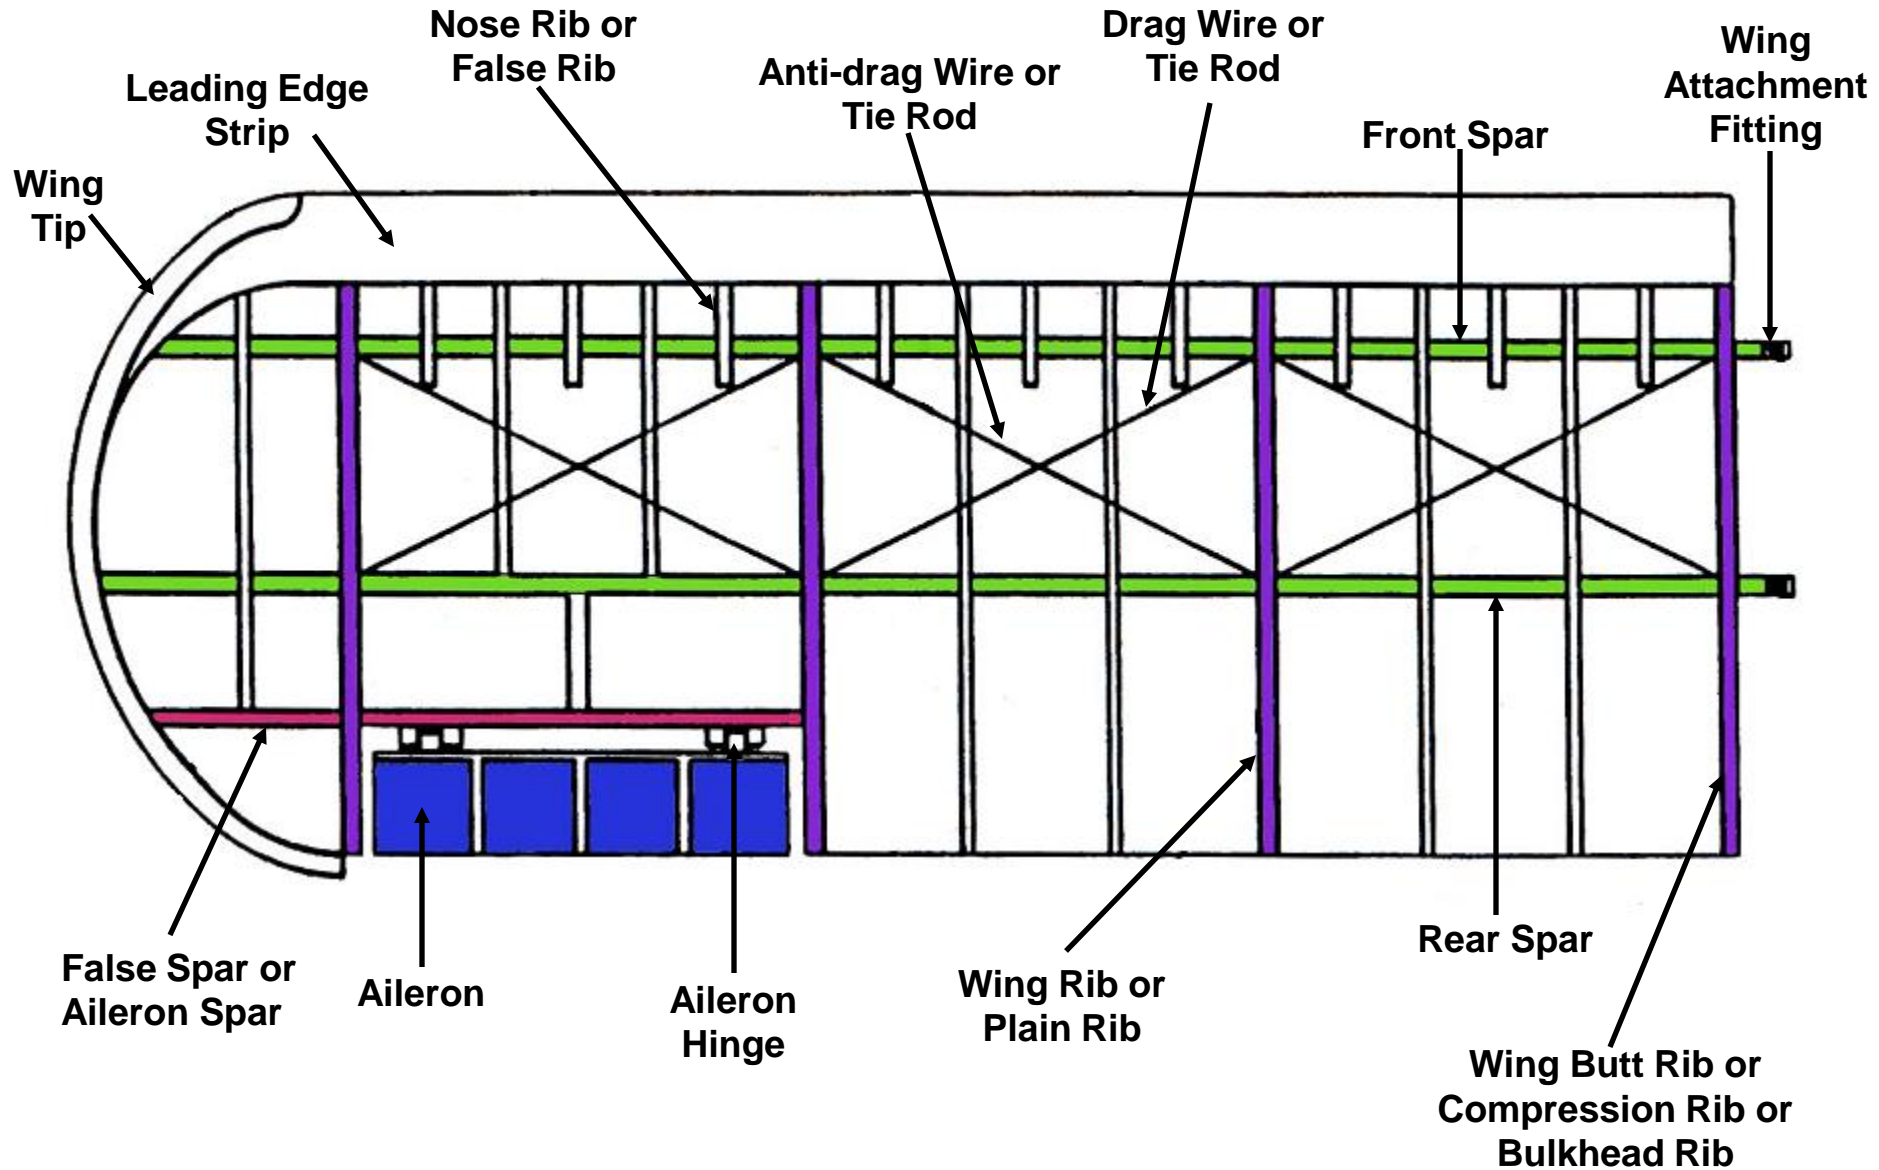 Nose Rib or
False Rib
Drag Wire or
Tie Rod
Wing
Attachment
Fitting
Anti-drag Wire or
Tie Rod
Leading Edge
Strip
Front Spar
Wing
Tip
False Spar or
Aileron Spar
Aileron
Aileron
Hinge
Wing Rib or
Plain Rib
Rear Spar
Wing Butt Rib or
Compression Rib or
Bulkhead Rib